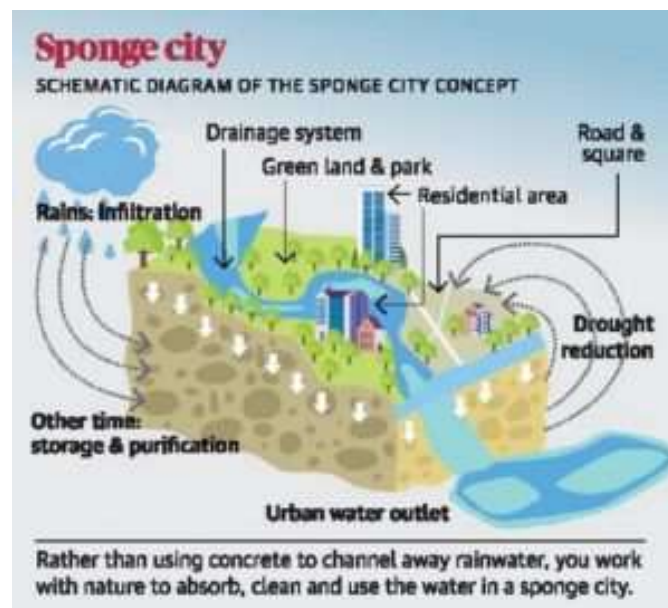 Sponge city
SCHEMATIC DIAGRAM OF THE SPONGE CITY CONCEPT
Drainage system
Green land & park
Road &
square
Residential area
Rains: Infiltration
Drought
reduction
Other time:
storage & purification
Urban water outlet
Rather than using concrete to channel away rainwater, you work
with nature to absorb, clean and use the water in a sponge city.